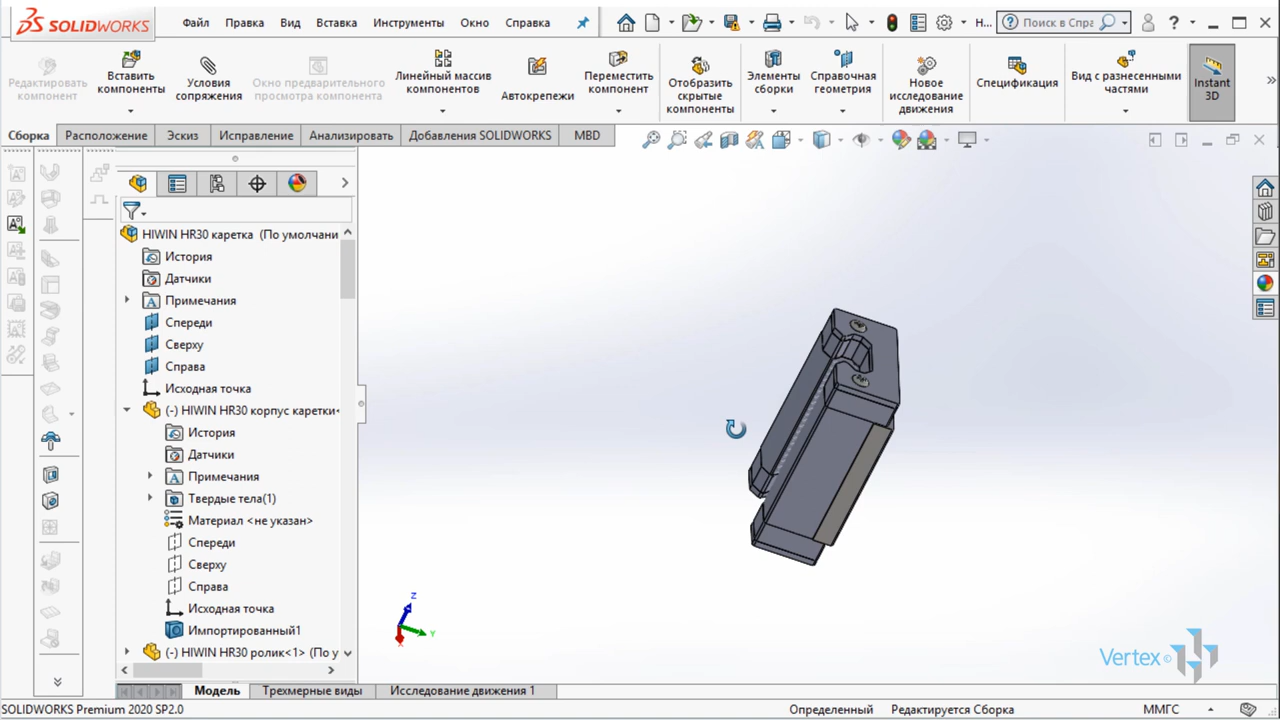 SOLIDWORKS
Файл Правка Вид Вставка Инструменты Окно Справка
Н... Поиск в Спра
Редактировать компонент
Вставить компоненты
Условия сопряжения
Окно предварительного просмотра компонента
Линейный массив компонентов
Автокрепежи
Переместить компонент
Отобразить скрытые компоненты
Элементы сборки
Справочная геометрия
Новое исследование движения
Спецификация
Вид с разнесенными частями
Instant 3D
Сборка Расположение Эскиз Исправление Анализировать Добавления SOLIDWORKS MBD
HIWIN HR30 каретка (По умолчани
История
Датчики
Примечания
Спереди
Сверху
Справа
Исходная точка
(-) HIWIN HR30 корпус каретки<
История
Датчики
Примечания
Твердые тела(1)
Материал <не указан>
Спереди
Сверху
Справа
Исходная точка
Импортированный1
(-) HIWIN HR30 ролик<1> (По у
Z
Y
X
Vertex©
Модель Трехмерные виды Исследование движения 1
SOLIDWORKS Premium 2020 SP2.0 Определенный Редактируется Сборка ММГС